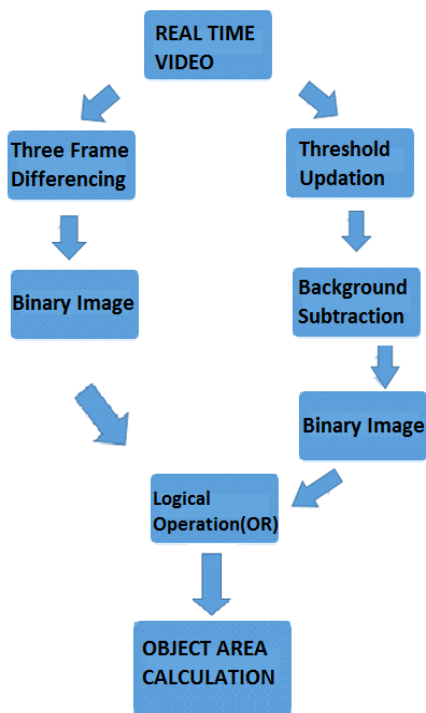 REAL TIME
VIDEO
Three Frame
Differencing
Threshold
Updation
Binary Image
Background
Subtraction
Binary Image
Logical
Operation(OR)
OBJECT AREA
CALCULATION